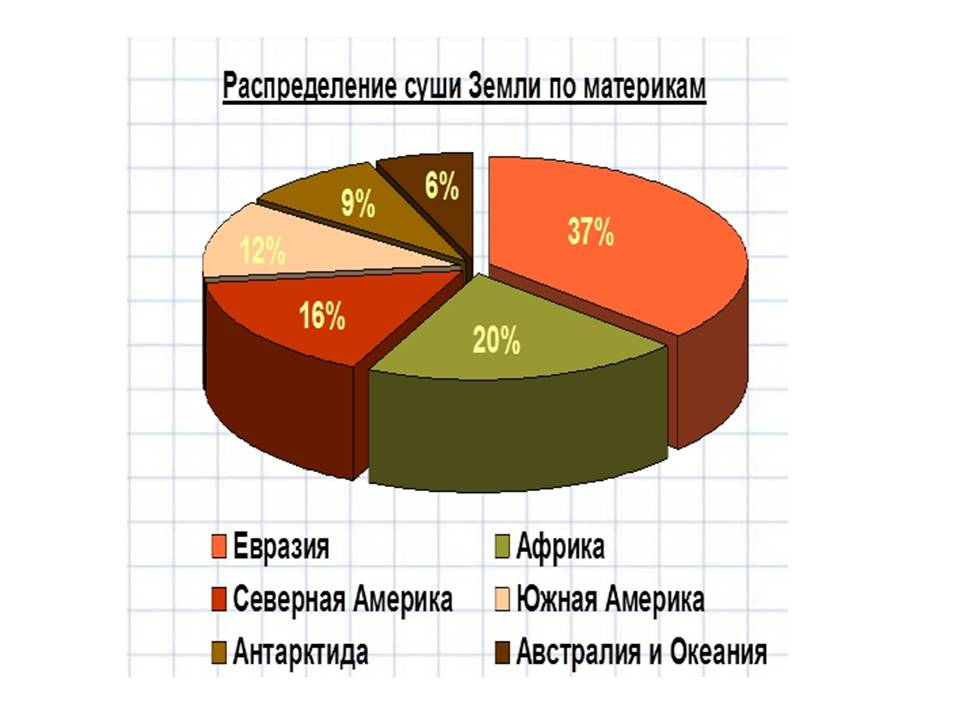 Распределение суши Земли по материкам
6%
9%
37%
12%
16%
20%
Евразия
Африка
Северная Америка
Южная Америка
Антарктида
Австралия и Океания